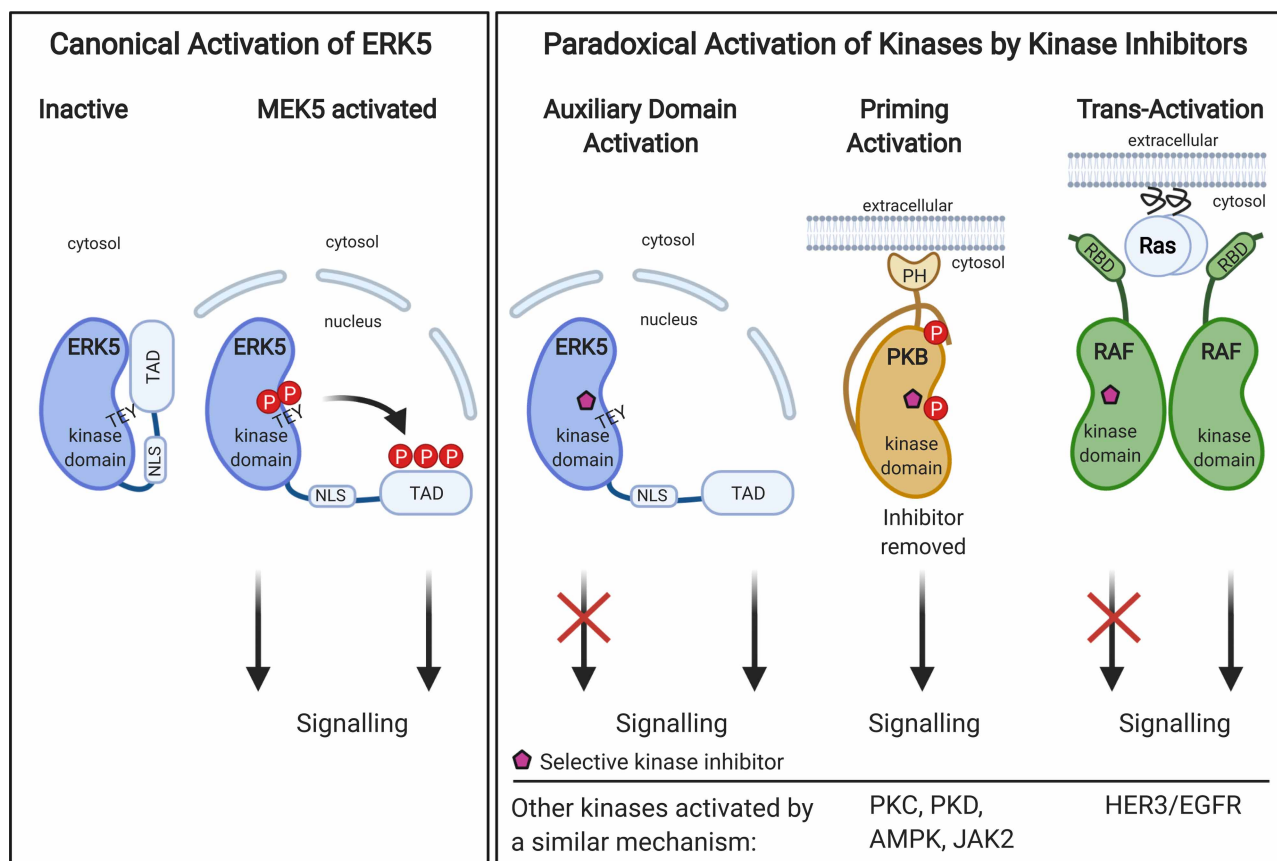 Canonical Activation of ERK5
Inactive
MEK5 activated
cytosol
cytosol
nucleus
ERK5
TAD
TEY
kinase
domain
NLS
ERK5
P
P
TEY
kinase
domain
P P P
NLS
TAD
Signalling
Paradoxical Activation of Kinases by Kinase Inhibitors
Auxiliary Domain
Activation
cytosol
nucleus
ERK5
TEY
kinase
domain
NLS
TAD
Signalling
Priming
Activation
extracellular
cytosol
PH
P
PKB
P
kinase
domain
Inhibitor
removed
Signalling
Trans-Activation
extracellular
cytosol
RBD
Ras
RBD
RAF
RAF
kinase
domain
kinase
domain
Signalling
Selective kinase inhibitor
Other kinases activated by
a similar mechanism:
PKC, PKD,
AMPK, JAK2
HER3/EGFR